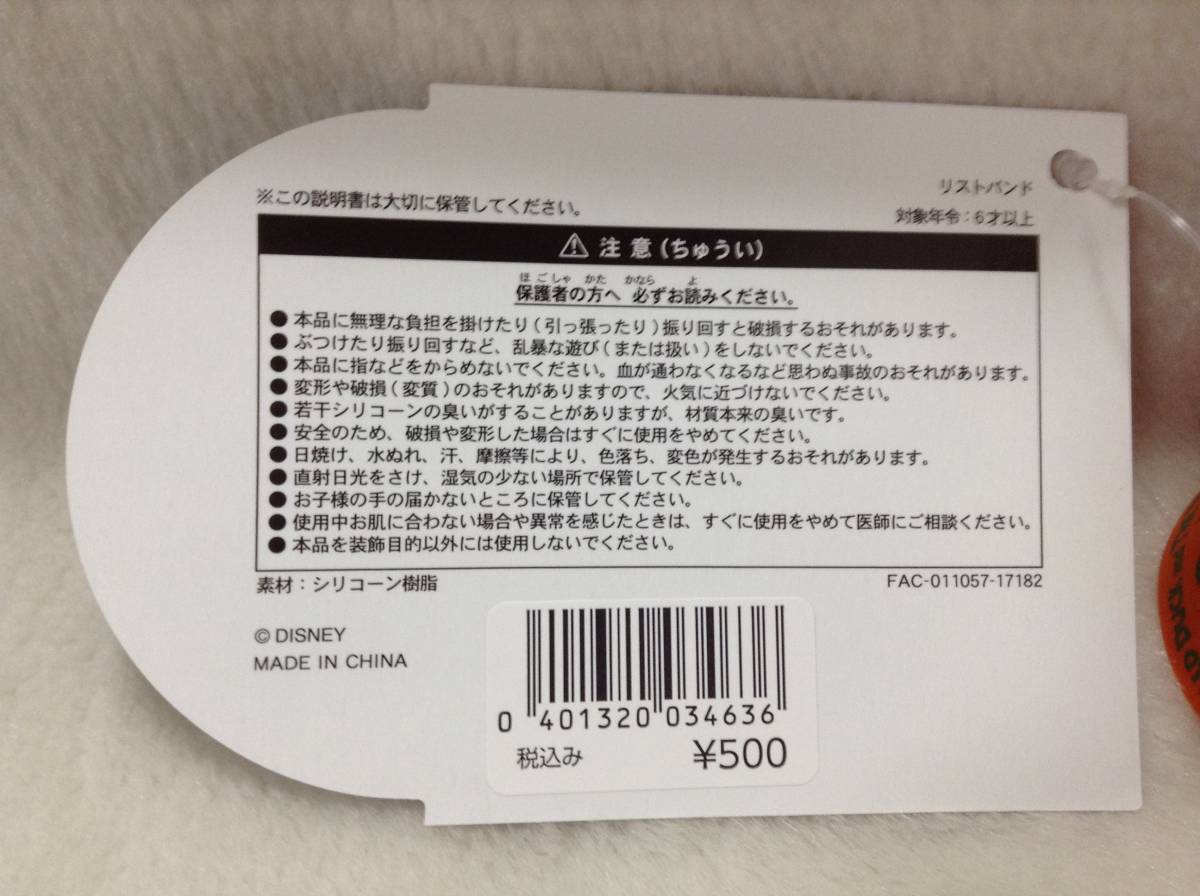 リストバンド
※この説明書は大切に保管してください。
対象年令：6才以上
⚠ 注意(ちゅうい)
ほごしゃ かた かなら よ
保護者の方へ 必ずお読みください。
● 本品に無理な負担を掛けたり(引っ張ったり)振り回すと破損するおそれがあります。
● ぶつけたり振り回すなど、乱暴な遊び(または扱い)をしないでください。
● 本品に指などをからめないでください。血が通わなくなるなど思わぬ事故のおそれがあります。
● 変形や破損(変質)のおそれがありますので、火気に近づけないでください。
● 若干シリコーンの臭いがすることがありますが、材質本来の臭いです。
● 安全のため、破損や変形した場合はすぐに使用をやめてください。
● 日焼け、水ぬれ、汗、摩擦等により、色落ち、変色が発生するおそれがあります。
● 直射日光をさけ、湿気の少ない場所で保管してください。
● お子様の手の届かないところに保管してください。
● 使用中お肌に合わない場合や異常を感じたときは、すぐに使用をやめて医師にご相談ください。
● 本品を装飾目的以外には使用しないでください。
素材：シリコーン樹脂
FAC-011057-17182
© DISNEY
MADE IN CHINA
0 401320 034636
税込み ¥500